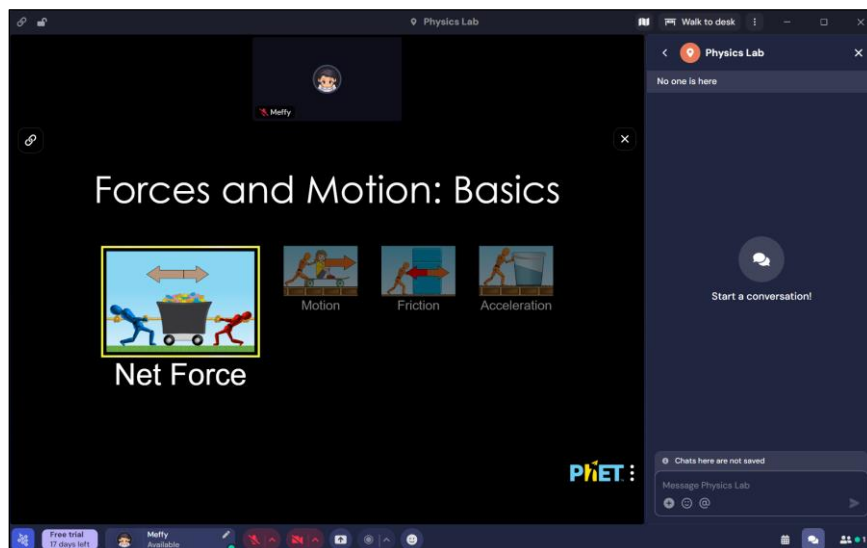 Physics Lab
Walk to desk
Physics Lab
No one is here
Meffy
Forces and Motion: Basics
Motion
Friction
Acceleration
Net Force
Start a conversation!
PhET
Chats here are not saved
Message Physics Lab
Free trial
17 days left
Meffy
Available
1